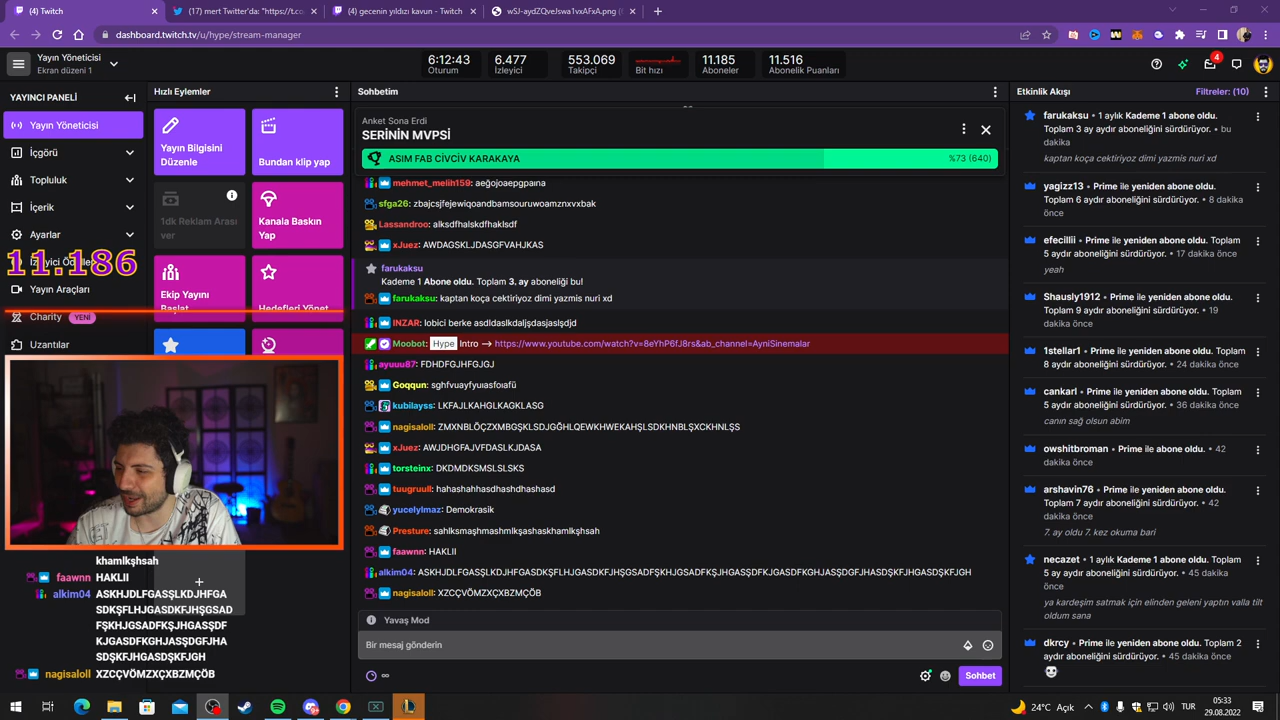 (4) Twitch
(17) mert Twitter'da: "https://t.co
(4) gecenin yıldızı kavun - Twitch
wSJ-aydZQveJswa1vxAFxA.png (
dashboard.twitch.tv/u/hype/stream-manager
Yayın Yöneticisi
Ekran düzeni 1
6:12:43
Oturum
6.477
İzleyici
553.069
Takipçi
Bit hızı
11.185
Aboneler
11.516
Abonelik Puanları
4
YAYINCI PANELİ
Yayın Yöneticisi
İçgörü
Topluluk
İçerik
Ayarlar
11.186
Yayın Araçları
Charity YENİ
Uzantılar
Hızlı Eylemler
Yayın Bilgisini
Düzenle
Bundan klip yap
1dk Reklam Arası
ver
Kanala Baskın
Yap
Ekip Yayını
Başlat
Hedefleri Yönet
khamlkşhsah
faawnn HAKLII
alkim04 ASKHJDLFGASŞLKDJHFGA
SDKŞFLHJGASDKFJHŞGSAD
FŞKHJGSADFKŞJHGASŞDF
KJGASDFKGHJAŞŞDGFJHA
SDŞKFJHGASDŞKFJGH
nagisaloll XZCÇVÖMZXÇXBZMÇÖB
Sohbetim
Anket Sona Erdi
SERİNİN MVPSİ
ASIM FAB CİVCİV KARAKAYA
%73 (640)
mehmet_melih159: aeğojoaepgpaına
sfga26: zbajcsjfejewiqoandbamsouruwoamznxvxbak
Lassandroo: alksdfhalskdfhaklsdf
xJuez: AWDAGSKLJDASGFVAHJKAS
farukaksu
Kademe 1 Abone oldu. Toplam 3. ay aboneliği bu!
farukaksu: kaptan koça cektiriyoz dimi yazmis nuri xd
INZAR: lobici berke asdldaslkdaljşdasjaslşdjd
Moobot: Hype Intro → https://www.youtube.com/watch?v=8eYhP6fJ8rs&ab_channel=AyniSinemalar
ayuuu87: FDHDFGJHFGJGJ
Goqqun: sghfvuayfyuıasfoıafü
kubilayss: LKFAJLKAHGLKAGKLASG
nagisaloll: ZMXNBLÖÇZXMBGŞKLSDJGĞHLQEWKHWEKAHŞLSDKHNBLŞXCKHNLŞ
xJuez: AWJDHGFAJVFDASLKJDASA
torsteinx: DKDMDKSMSLSLSKS
tuugruull: hahashahhasdhashdhashasd
yucelylmaz: Demokrasik
Presture: sahlksmaşhmashmlkşashaskhamlkşhsah
faawnn: HAKLII
alkim04: ASKHJDLFGASŞLKDJHFGASDKŞFLHJGASDKFJHŞGSADFŞKHJGSADFKŞJHGASŞDFKJGASDFKGHJASŞDGFJHASDŞKFJHGASDŞKFJGH
nagisaloll: XZCÇVÖMZXÇXBZMÇÖB
Yavaş Mod
Bir mesaj gönderin
∞
Sohbet
Etkinlik Akışı
Filtreler: (10)
farukaksu • 1 aylık Kademe 1 abone oldu.
Toplam 3 ay aydır aboneliğini sürdürüyor. • bu
dakika
kaptan koça cektiriyoz dimi yazmis nuri xd
yagizz13 • Prime ile yeniden abone oldu.
Toplam 6 aydır aboneliğini sürdürüyor. • 8 dakika
önce
efecillii • Prime ile yeniden abone oldu. Toplam
5 aydır aboneliğini sürdürüyor. • 17 dakika önce
yeah
Shausly1912 • Prime ile yeniden abone oldu.
Toplam 9 aydır aboneliğini sürdürüyor. • 19
dakika önce
1stellar1 • Prime ile yeniden abone oldu. Toplam
8 aydır aboneliğini sürdürüyor. • 24 dakika önce
cankarl • Prime ile yeniden abone oldu. Toplam
5 aydır aboneliğini sürdürüyor. • 36 dakika önce
canın sağ olsun abim
owshitbroman • Prime ile abone oldu. • 42
dakika önce
arshavin76 • Prime ile yeniden abone oldu.
Toplam 7 aydır aboneliğini sürdürüyor. • 42
dakika önce
7. ay oldu 7. kez okuma bari
necazet • 1 aylık Kademe 1 abone oldu. Toplam
5 ay aydır aboneliğini sürdürüyor. • 45 dakika
önce
ya kardeşim satmak için elinden geleni yaptın valla tilt
oldum sana
dkrcy • Prime ile yeniden abone oldu. Toplam 2
aydır aboneliğini sürdürüyor. • 45 dakika önce
24°C Açık
TUR
05:33
29.08.2022